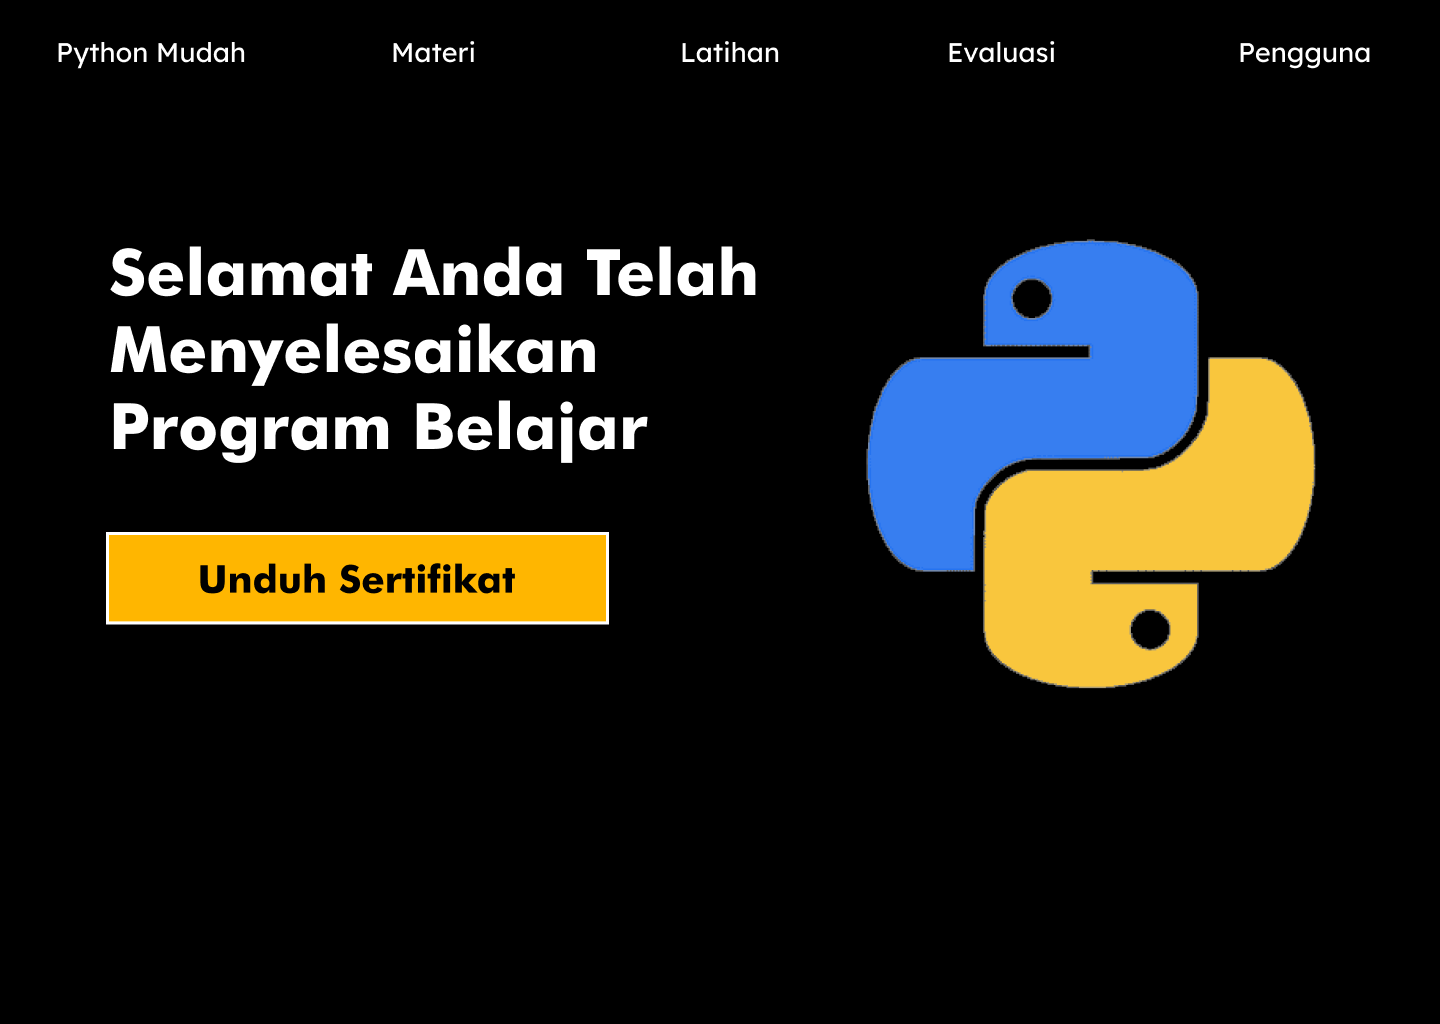 Python Mudah
Materi
Latihan
Evaluasi
Pengguna
Selamat Anda Telah
Menyelesaikan
Program Belajar
Unduh Sertifikat